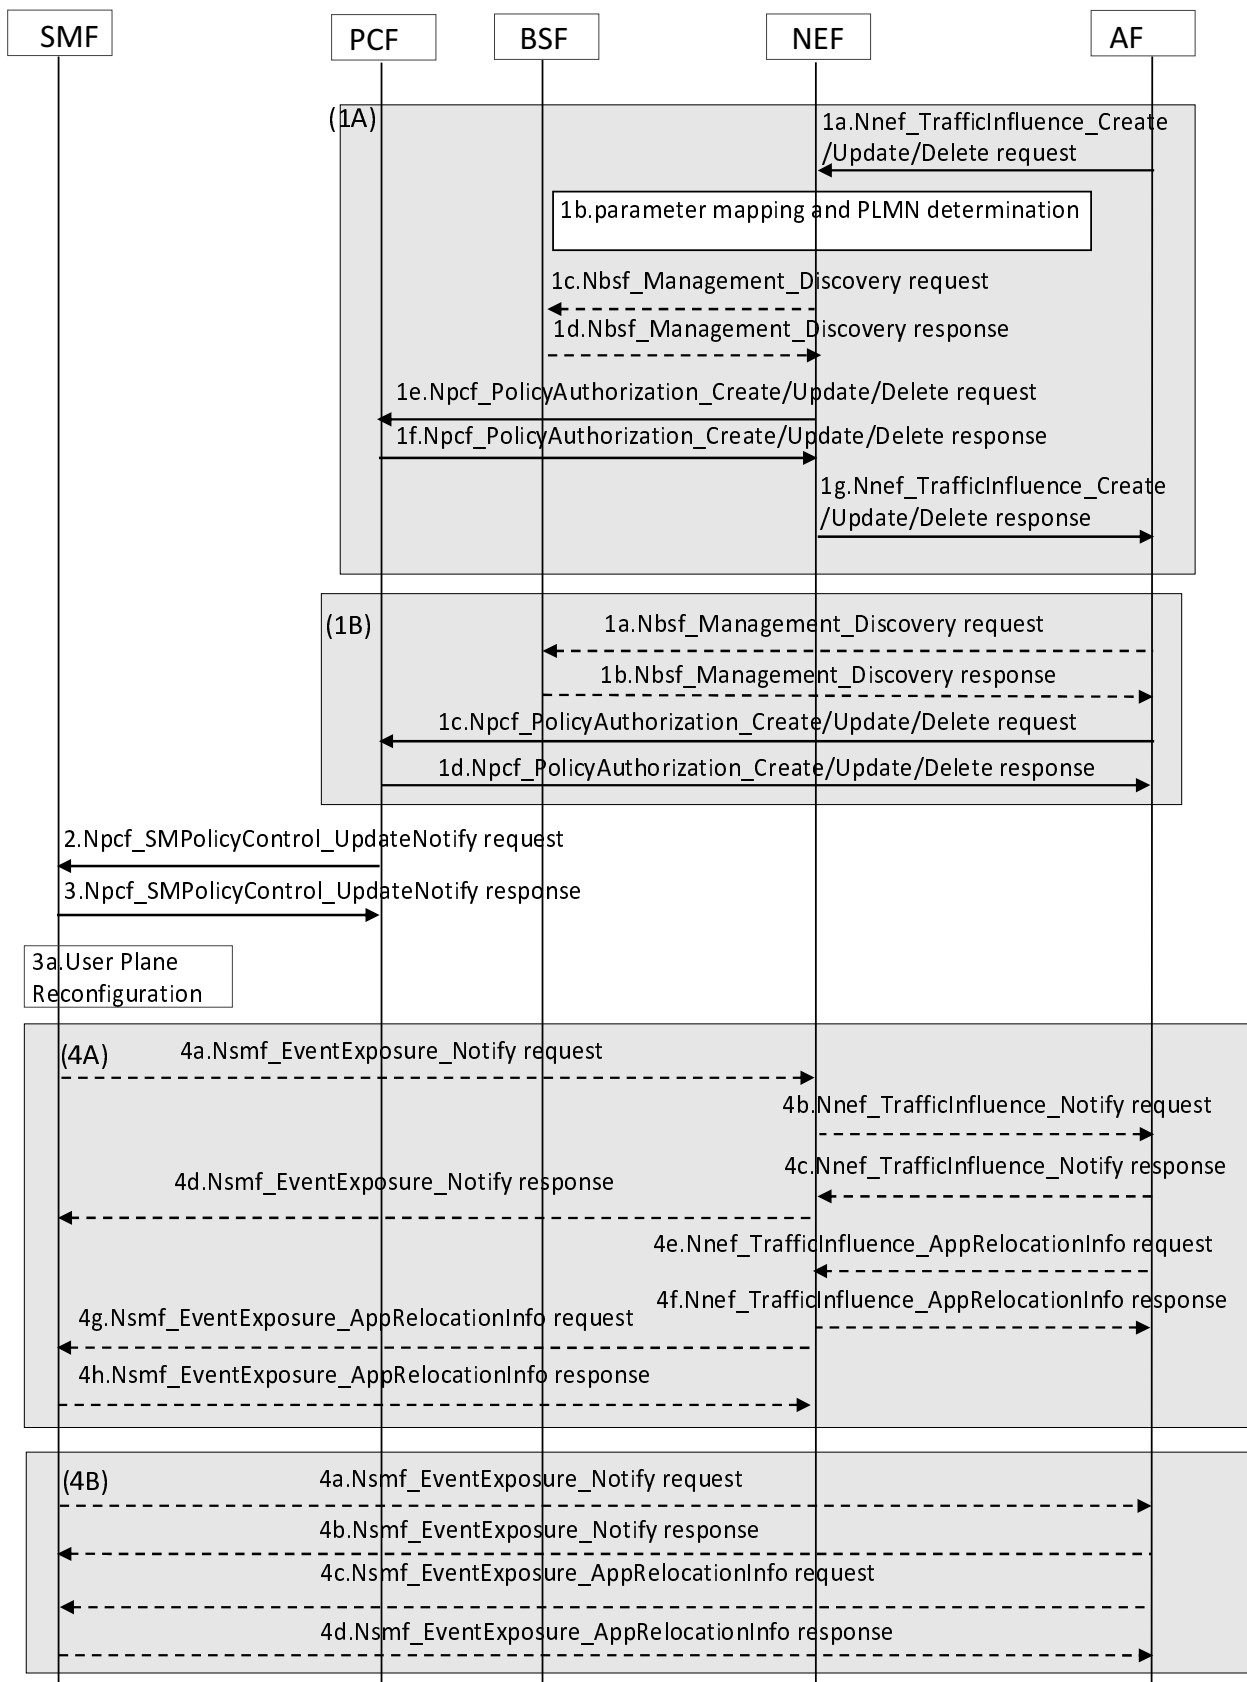 SMF
PCF
BSF
NEF
AF
(1A)
1a.Nnef_TrafficInfluence_Create
/Update/Delete request
1b.parameter mapping and PLMN determination
1c.Nbsf_Management_Discovery request
1d.Nbsf_Management_Discovery response
1e.Npcf_PolicyAuthorization_Create/Update/Delete request
1f.Npcf_PolicyAuthorization_Create/Update/Delete response
1g.Nnef_TrafficInfluence_Create
/Update/Delete response
(1B)
1a.Nbsf_Management_Discovery request
1b.Nbsf_Management_Discovery response
1c.Npcf_PolicyAuthorization_Create/Update/Delete request
1d.Npcf_PolicyAuthorization_Create/Update/Delete response
2.Npcf_SMPolicyControl_UpdateNotify request
3.Npcf_SMPolicyControl_UpdateNotify response
3a.User Plane
Reconfiguration
(4A)
4a.Nsmf_EventExposure_Notify request
4b.Nnef_TrafficInfluence_Notify request
4c.Nnef_TrafficInfluence_Notify response
4d.Nsmf_EventExposure_Notify response
4e.Nnef_TrafficInfluence_AppRelocationInfo request
4f.Nnef_TrafficInfluence_AppRelocationInfo response
4g.Nsmf_EventExposure_AppRelocationInfo request
4h.Nsmf_EventExposure_AppRelocationInfo response
(4B)
4a.Nsmf_EventExposure_Notify request
4b.Nsmf_EventExposure_Notify response
4c.Nsmf_EventExposure_AppRelocationInfo request
4d.Nsmf_EventExposure_AppRelocationInfo response